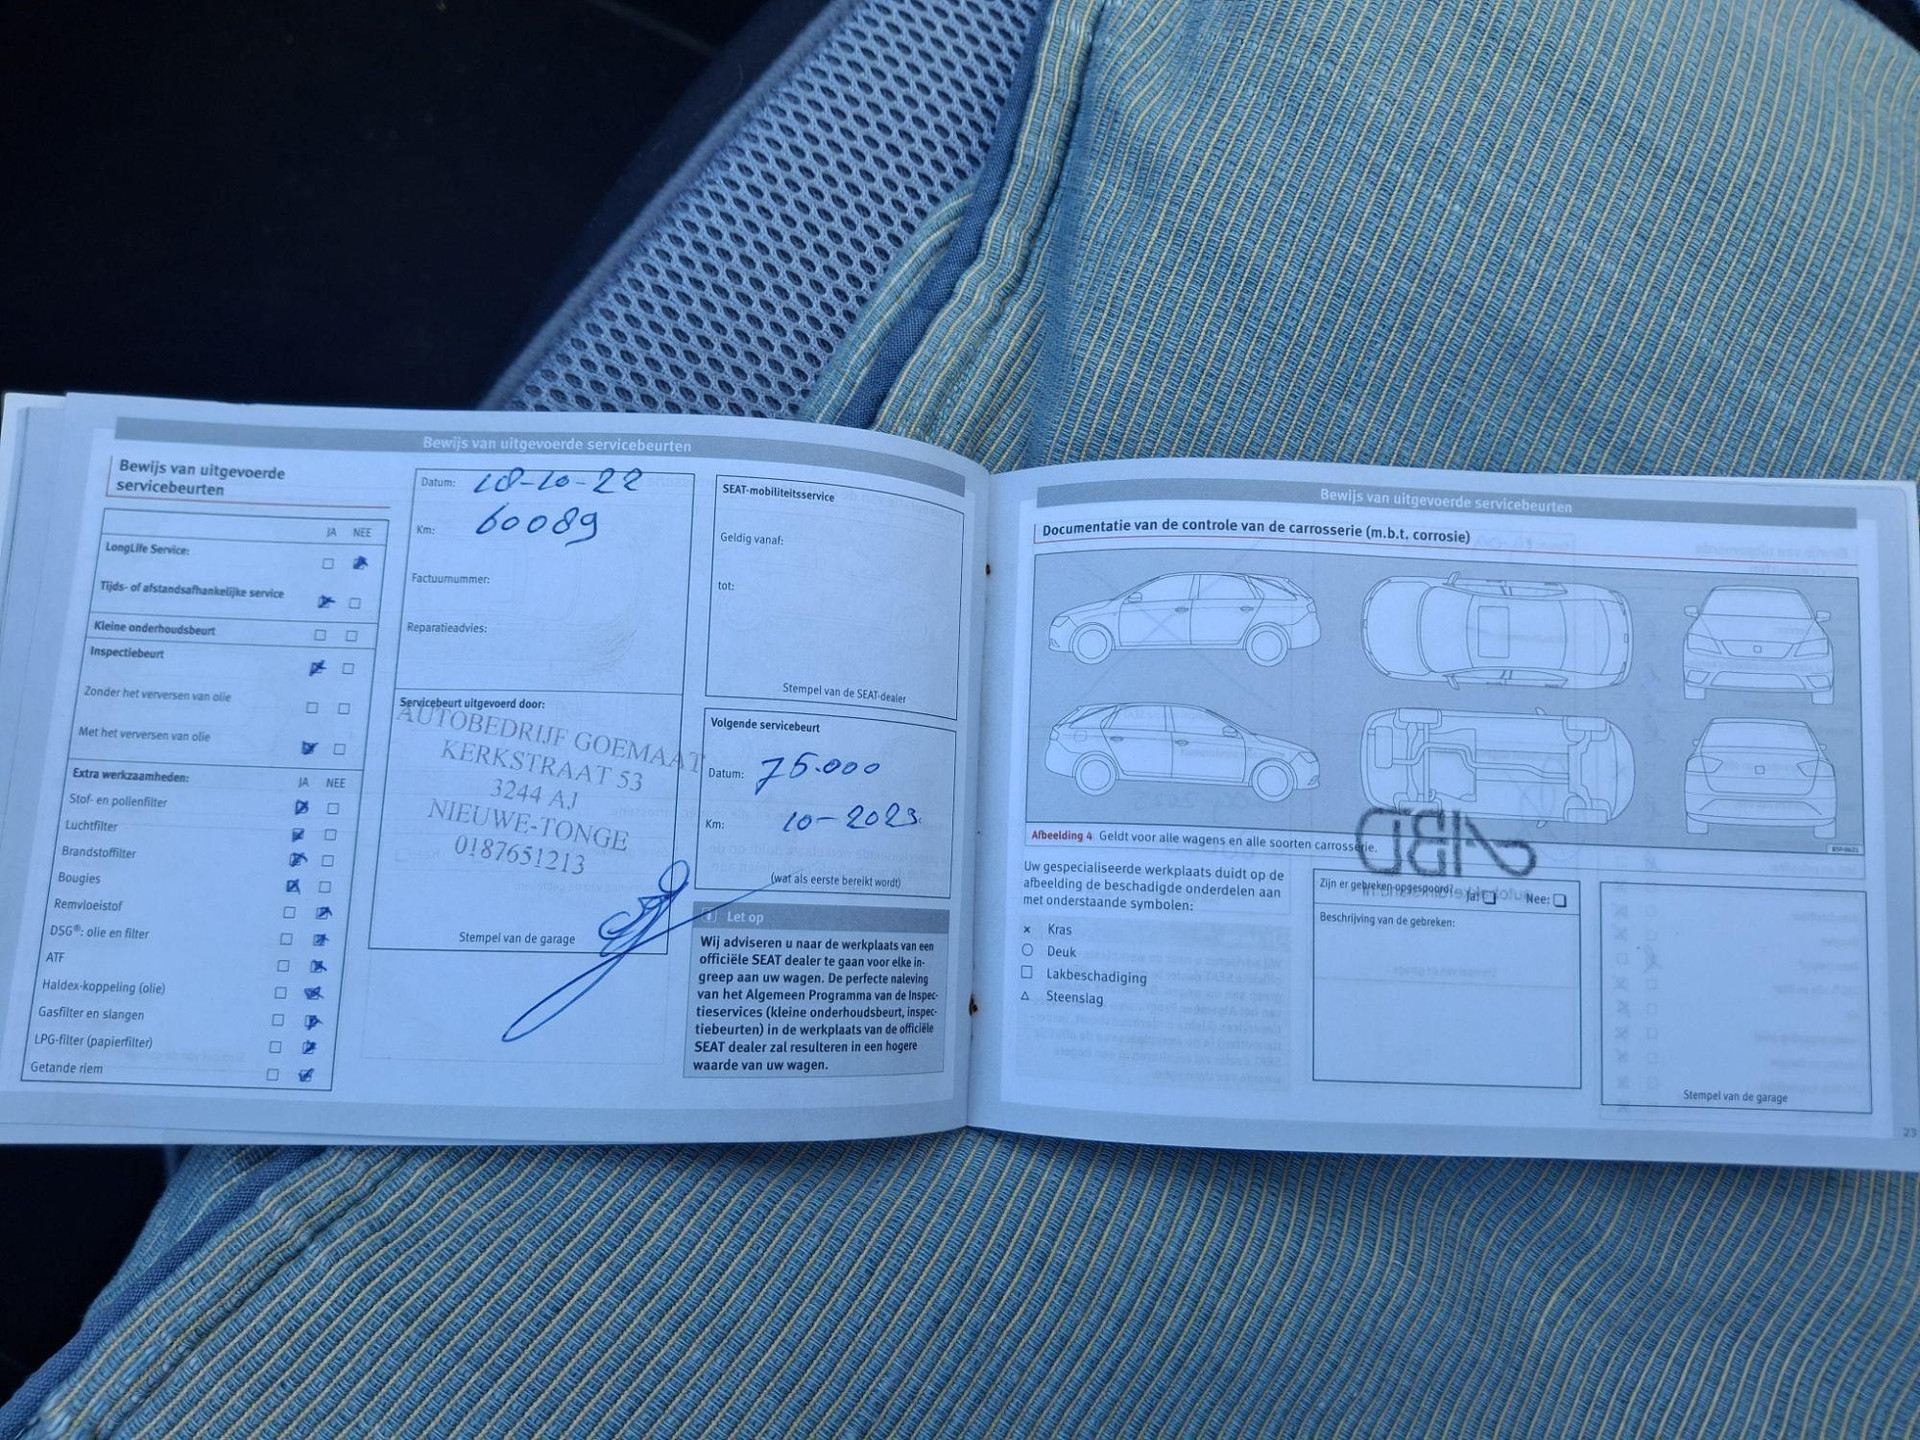 Bewijs van uitgevoerde servicebeurten
Bewijs van uitgevoerde
servicebeurten
JA NEE
LongLife Service:
Tijds- of afstandsafhankelijke service
Kleine onderhoudsbeurt
Inspectiebeurt
Zonder het verversen van olie
Met het verversen van olie
Extra werkzaamheden: JA NEE
Stof- en pollenfilter
Luchtfilter
Brandstoffilter
Bougies
Remvloeistof
DSG®: olie en filter
ATF
Haldex-koppeling (olie)
Gasfilter en slangen
LPG-filter (papierfilter)
Getande riem
Datum: 18-10-22
Km: 60089
Factuurnummer:
Reparatieadvies:
Servicebeurt uitgevoerd door:
AUTOBEDRIJF GOEMAAT
KERKSTRAAT 53
3244 AJ
NIEUWE-TONGE
0187651213
Stempel van de garage
SEAT-mobiliteitsservice
Geldig vanaf:
tot:
Stempel van de SEAT-dealer
Volgende servicebeurt
Datum: 75.000
Km: 10-2023.
(wat als eerste bereikt wordt)
Let op
Wij adviseren u naar de werkplaats van een
officiële SEAT dealer te gaan voor elke in-
greep aan uw wagen. De perfecte naleving
van het Algemeen Programma van de Inspec-
tieservices (kleine onderhoudsbeurt, inspec-
tiebeurten) in de werkplaats van de officiële
SEAT dealer zal resulteren in een hogere
waarde van uw wagen.
Bewijs van uitgevoerde servicebeurten
Documentatie van de controle van de carrosserie (m.b.t. corrosie)
Afbeelding 4 Geldt voor alle wagens en alle soorten carrosserie.
Uw gespecialiseerde werkplaats duidt op de
afbeelding de beschadigde onderdelen aan
met onderstaande symbolen:
Kras
Deuk
Lakbeschadiging
Steenslag
Zijn er gebreken opgespoord? Ja: Nee:
Beschrijving van de gebreken:
Stempel van de garage
23